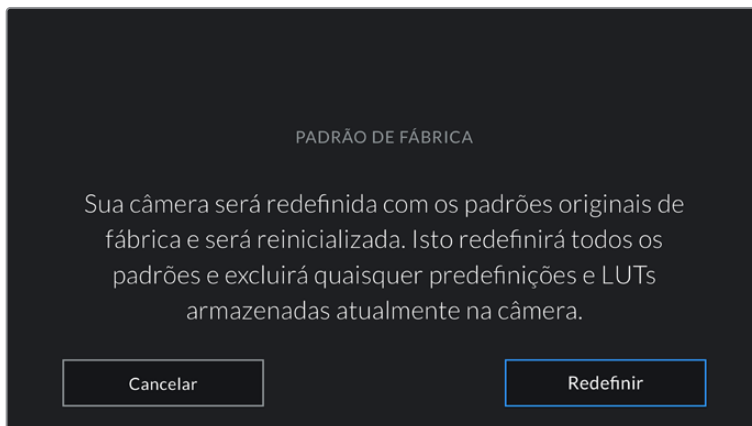 PADRÃO DE FÁBRICA
Sua câmera será redefinida com os padrões originais de
fábrica e será reinicializada. Isto redefinirá todos os
padrões e excluirá quaisquer predefinições e LUTs
armazenadas atualmente na câmera.
Cancelar
Redefinir